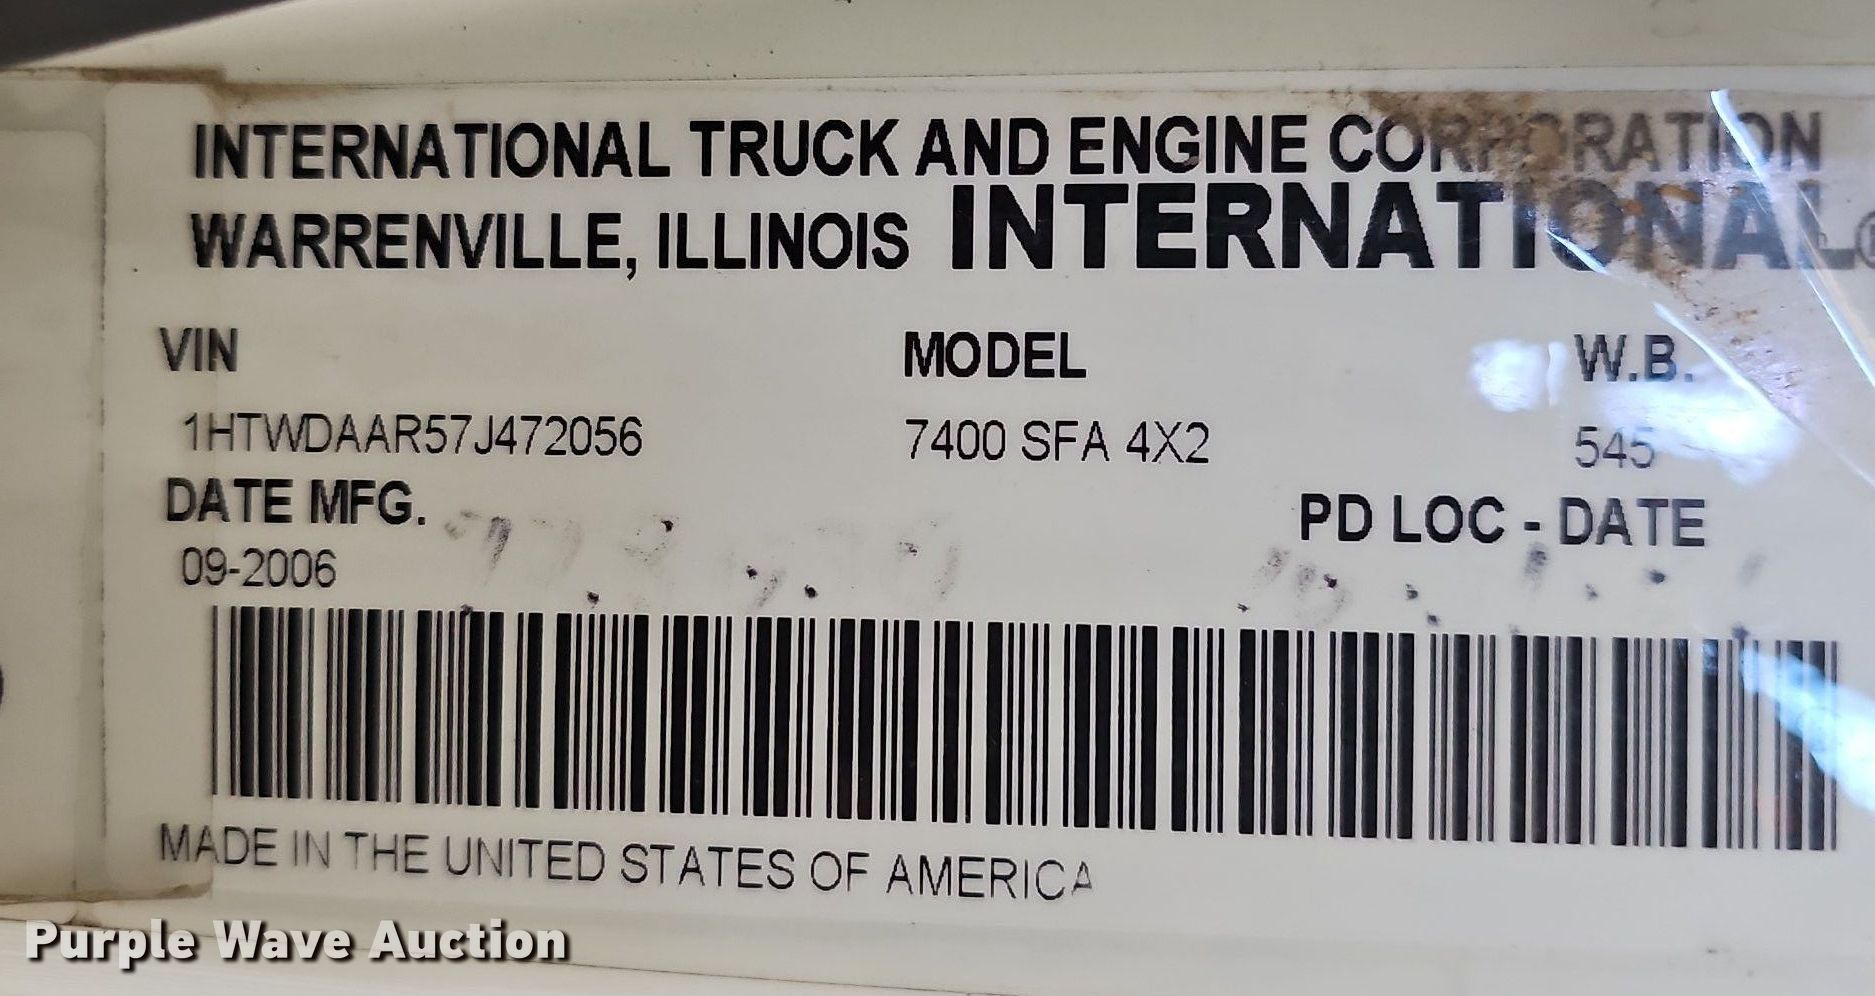 INTERNATIONAL TRUCK AND ENGINE CORPORATION
WARRENVILLE, ILLINOIS INTERNATIONAL®
VIN MODEL W.B.
1HTWDAAR57J472056 7400 SFA 4X2 545
DATE MFG. PD LOC - DATE
09-2006
MADE IN THE UNITED STATES OF AMERICA
Purple Wave Auction